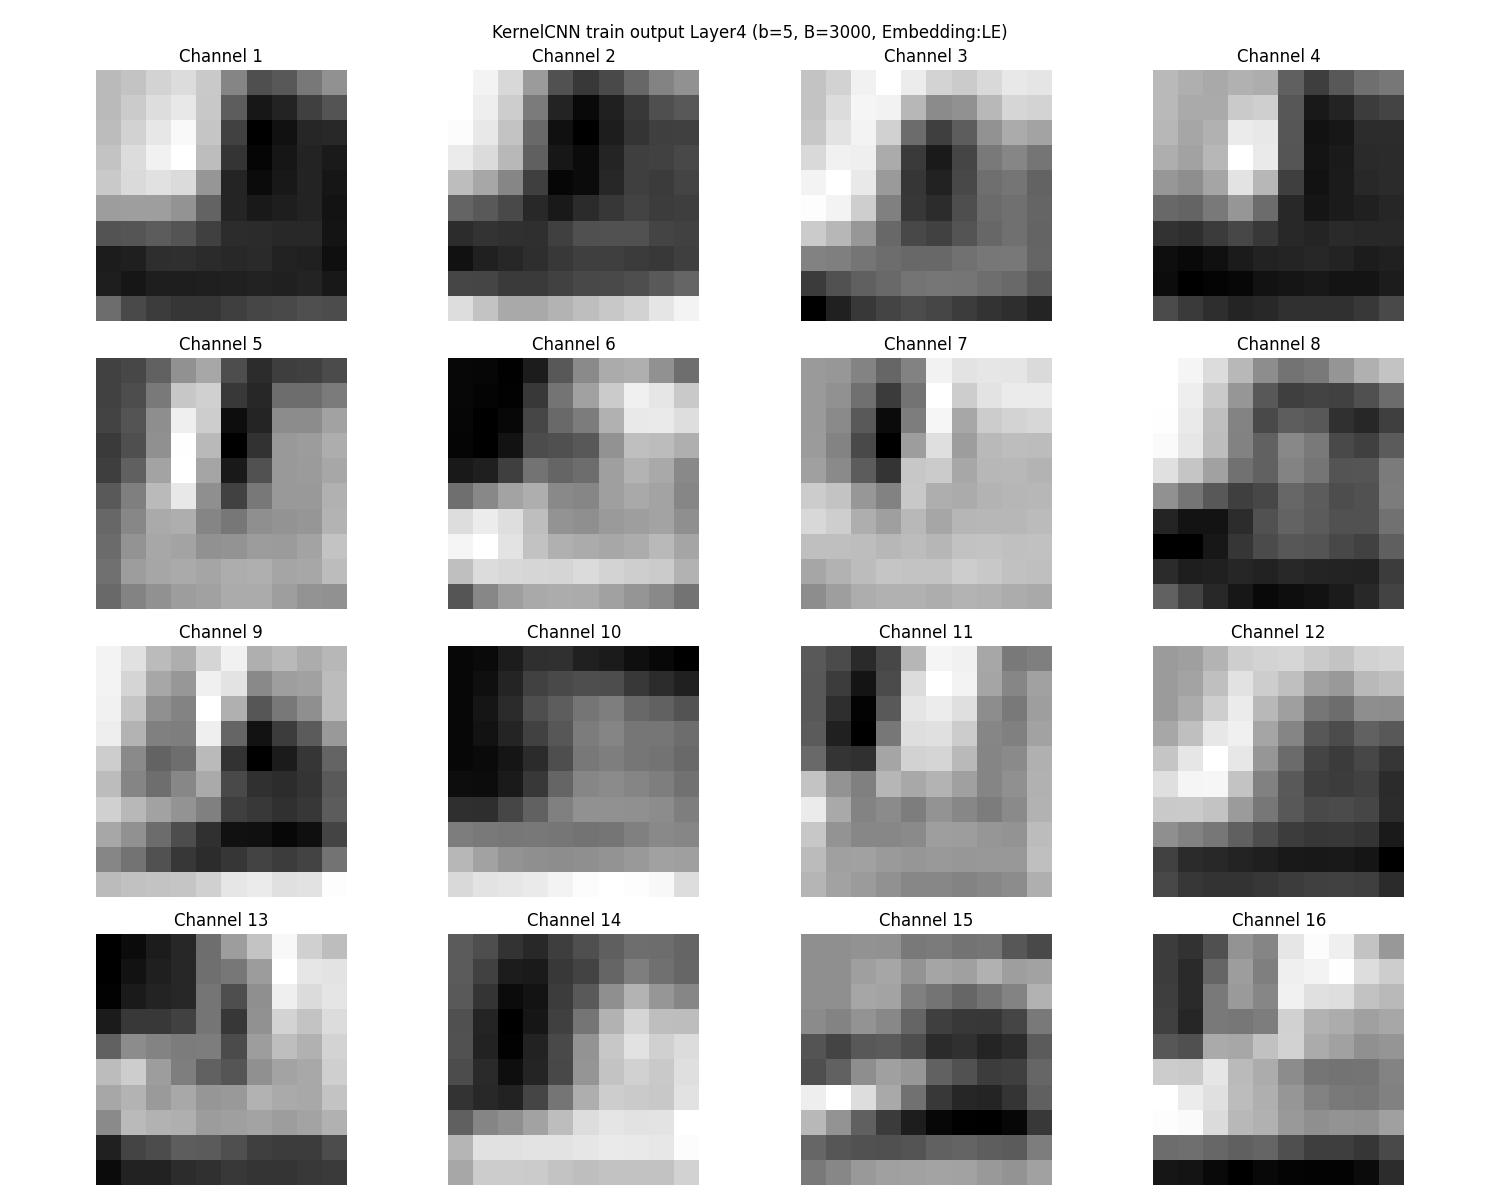 KernelCNN train output Layer4 (b=5, B=3000, Embedding:LE)
Channel 1
Channel 2
Channel 3
Channel 4
Channel 5
Channel 6
Channel 7
Channel 8
Channel 9
Channel 10
Channel 11
Channel 12
Channel 13
Channel 14
Channel 15
Channel 16